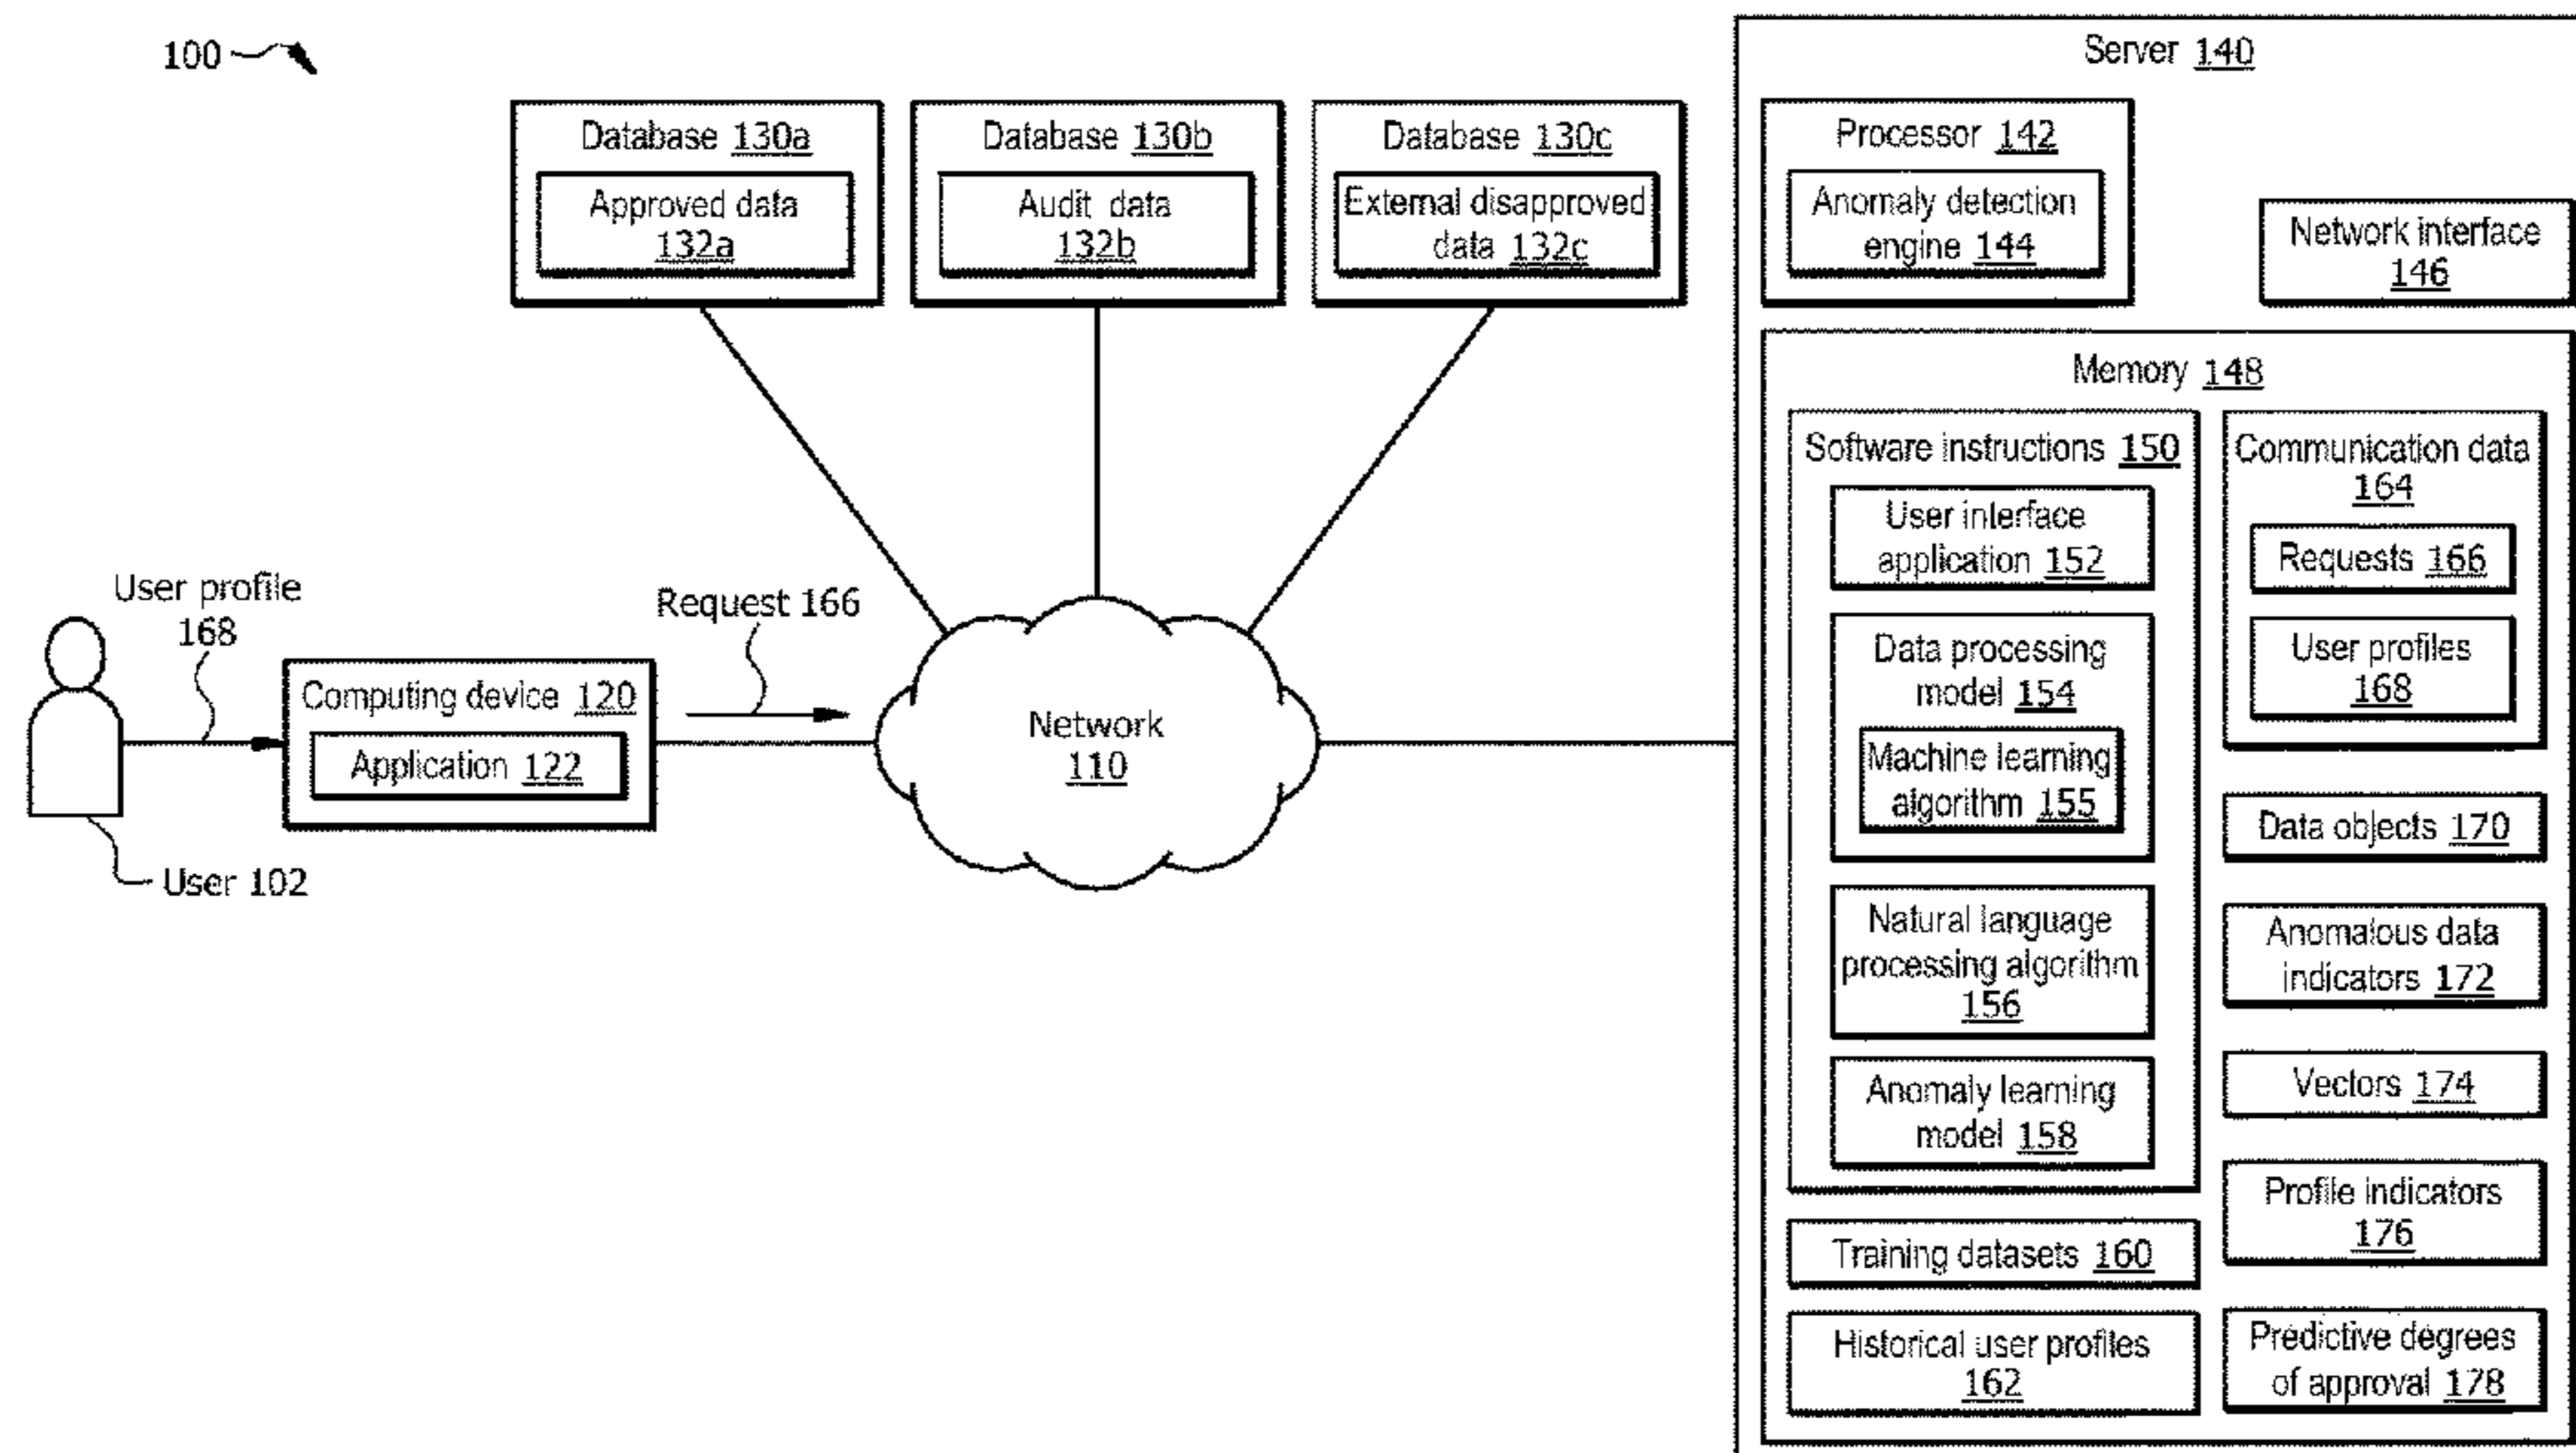 100
Database 130a
Approved data
132a
Database 130b
Audit data
132b
Database 130c
External disapproved
data 132c
User profile
168
User 102
Computing device 120
Application 122
Request 166
Network
110
Server 140
Processor 142
Anomaly detection
engine 144
Network interface
146
Memory 148
Software instructions 150
User interface
application 152
Data processing
model 154
Machine learning
algorithm 155
Natural language
processing algorithm
156
Anomaly learning
model 158
Training datasets 160
Historical user profiles
162
Communication data
164
Requests 166
User profiles
168
Data objects 170
Anomalous data
indicators 172
Vectors 174
Profile indicators
176
Predictive degrees
of approval 178